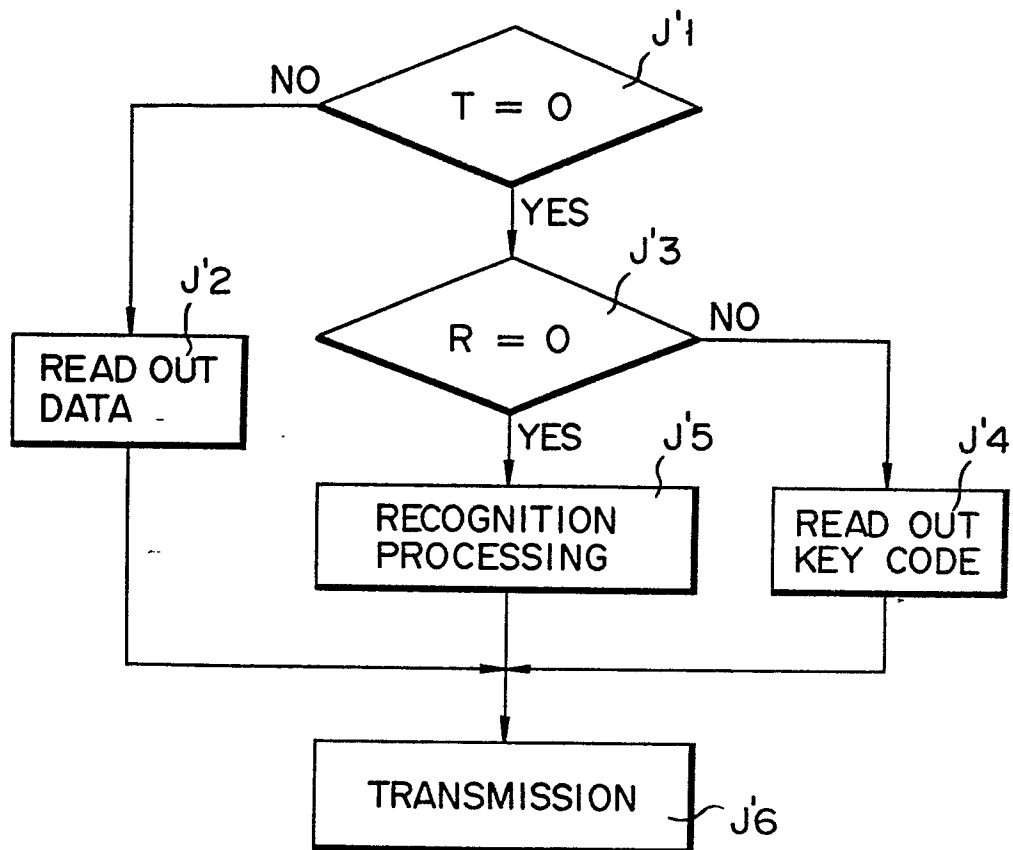 J'1
NO
T = 0
YES
J'3
J'2
NO
R = 0
READ OUT
DATA
YES
J'5
J'4
RECOGNITION
PROCESSING
READ OUT
KEY CODE
TRANSMISSION
J'6